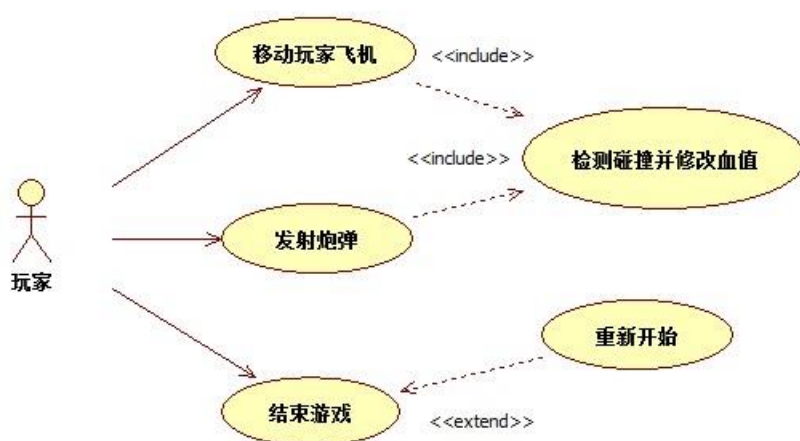 移动玩家飞机
<<include>>
<<include>>
检测碰撞并修改血值
发射炮弹
玩家
重新开始
结束游戏
<<extend>>